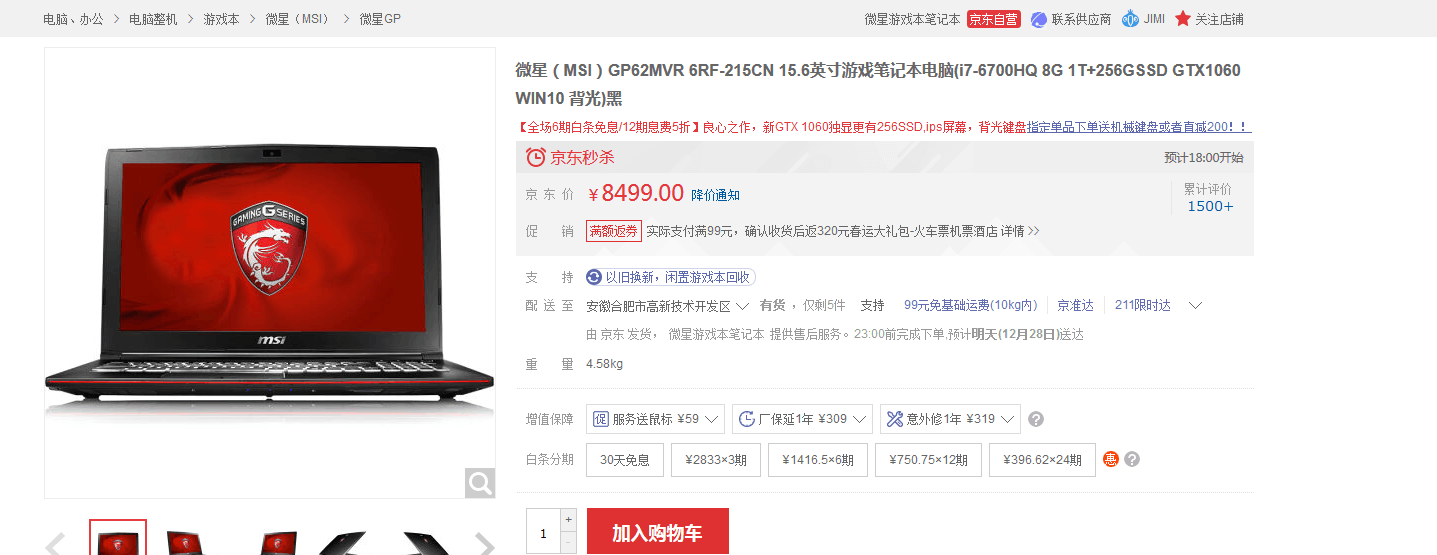 电脑、办公 > 电脑整机 > 游戏本 > 微星（MSI） > 微星GP
微星游戏本笔记本 京东自营 联系供应商 JIMI 关注店铺
微星（MSI）GP62MVR 6RF-215CN 15.6英寸游戏笔记本电脑(i7-6700HQ 8G 1T+256GSSD GTX1060
WIN10 背光)黑
【全场6期白条免息/12期息费5折】良心之作，新GTX 1060独显更有256SSD,ips屏幕，背光键盘指定单品下单送机械键盘或者直减200！！
京东秒杀 预计18:00开始
京东价 ￥8499.00 降价通知
累计评价
1500+
促销 满额返券 实际支付满99元，确认收货后返320元春运大礼包-火车票机票酒店 详情 >>
支持 以旧换新，闲置游戏本回收
配送至 安徽合肥市高新技术开发区 有货，仅剩5件 支持 99元免基础运费(10kg内) 京准达 211限时达
由 京东 发货， 微星游戏本笔记本 提供售后服务。23:00前完成下单,预计明天(12月28日)送达
重量 4.58kg
增值保障 促 服务送鼠标 ¥59 厂保延1年 ¥309 意外修1年 ¥319 ?
白条分期 30天免息 ¥2833×3期 ¥1416.5×6期 ¥750.75×12期 ¥396.62×24期 惠 ?
1 + - 加入购物车
GAMING G SERIES
msi